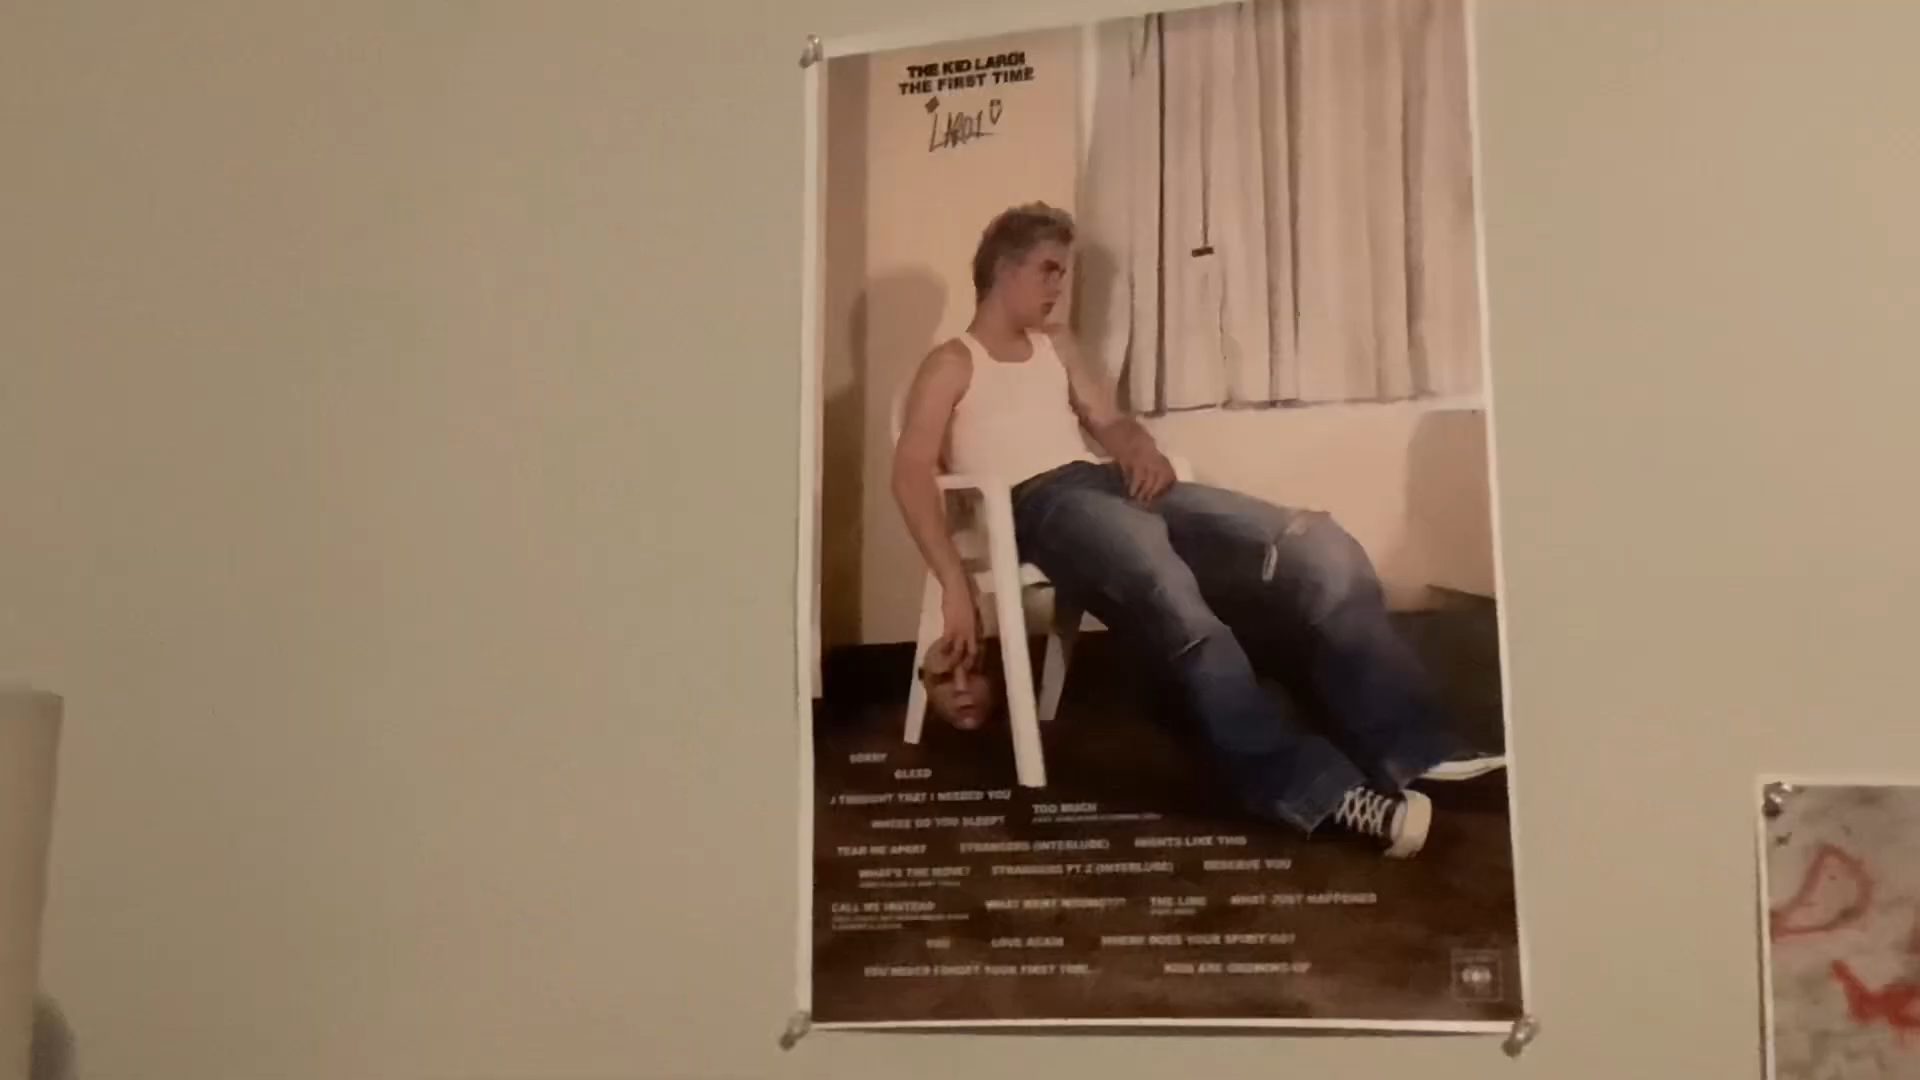 THE KID LAROI
THE FIRST TIME
LAROI
SORRY
BLEED
I THOUGHT THAT I NEEDED YOU
TOO MUCH
WHERE DO YOU SLEEP?
TEAR ME APART STRANGERS (INTERLUDE) NIGHTS LIKE THIS
WHAT'S THE MOVE? STRANGERS PT 2 (INTERLUDE) DESERVE YOU
CALL ME INSTEAD WHAT WENT WRONG??? THE LINE WHAT JUST HAPPENED
YOU LOVE AGAIN WHERE DOES YOUR SPIRIT GO?
YOU NEVER FORGET YOUR FIRST TIME... KIDS ARE GROWING UP